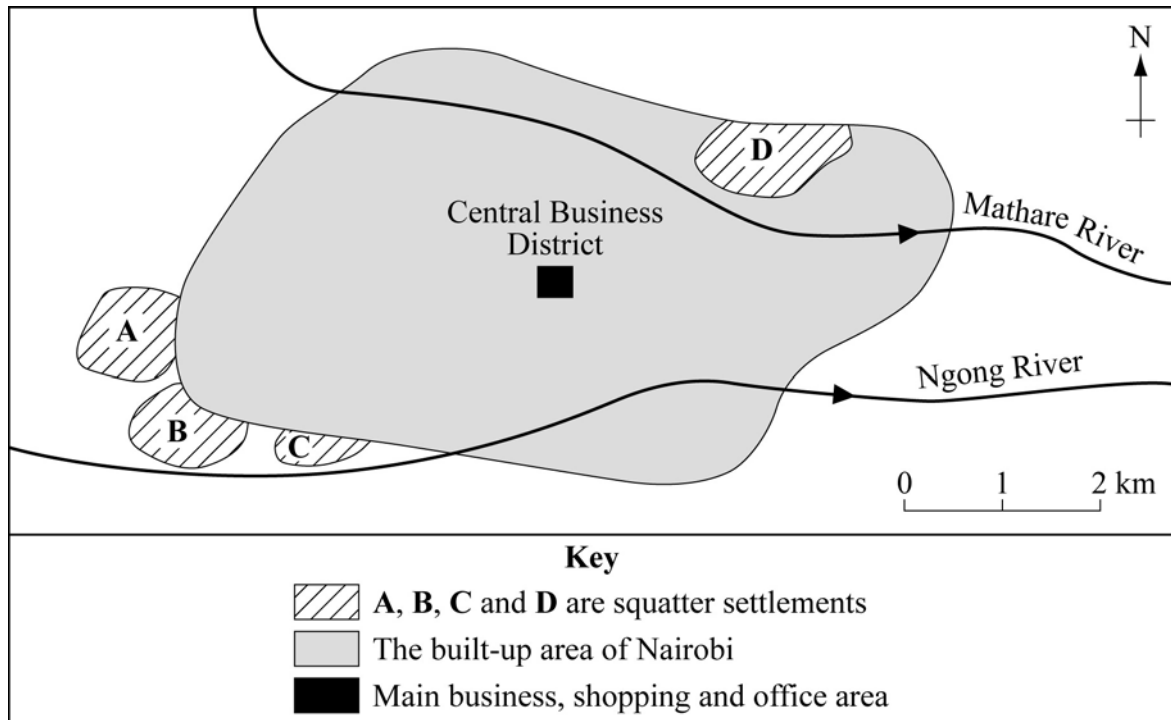 N
D
Mathare River
Central Business
District
A
Ngong River
B
C
0 1 2 km
Key
A, B, C and D are squatter settlements
The built-up area of Nairobi
Main business, shopping and office area